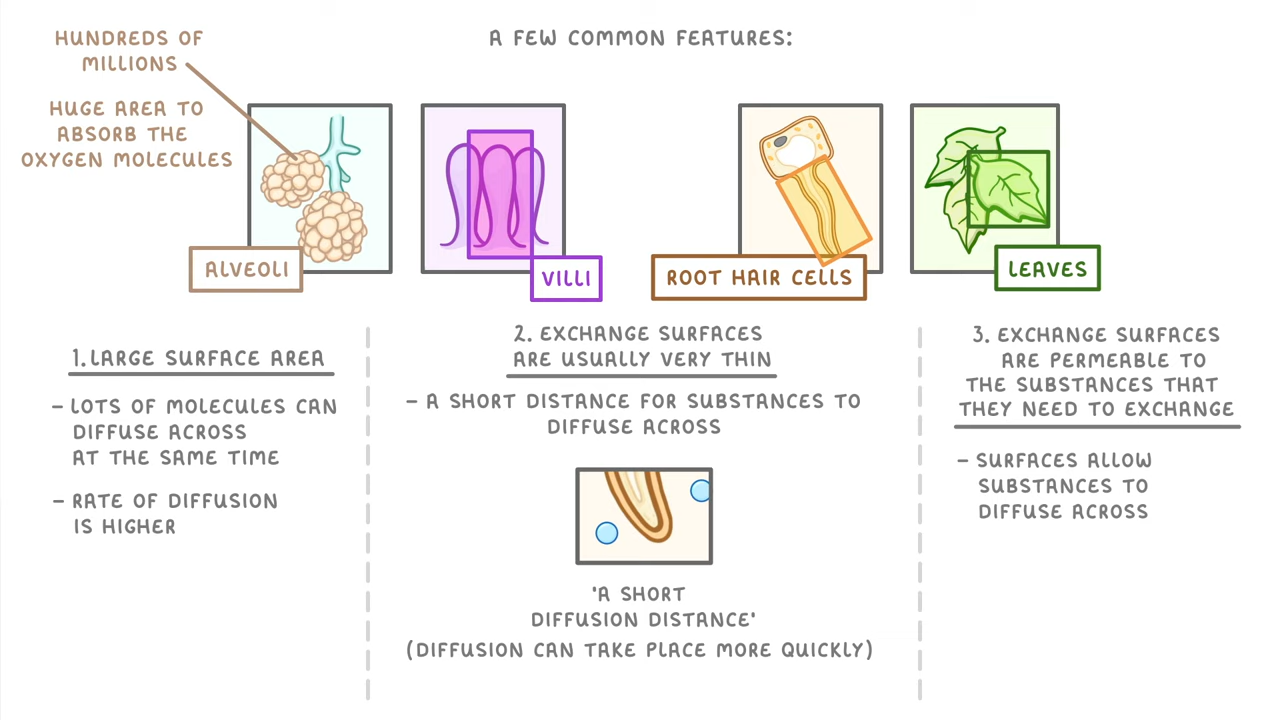 A FEW COMMON FEATURES:
HUNDREDS OF
MILLIONS
HUGE AREA TO
ABSORB THE
OXYGEN MOLECULES
ALVEOLI
VILLI
ROOT HAIR CELLS
LEAVES
1. LARGE SURFACE AREA
– LOTS OF MOLECULES CAN
DIFFUSE ACROSS
AT THE SAME TIME
– RATE OF DIFFUSION
IS HIGHER
2. EXCHANGE SURFACES
ARE USUALLY VERY THIN
– A SHORT DISTANCE FOR SUBSTANCES TO
DIFFUSE ACROSS
'A SHORT
DIFFUSION DISTANCE'
(DIFFUSION CAN TAKE PLACE MORE QUICKLY)
3. EXCHANGE SURFACES
ARE PERMEABLE TO
THE SUBSTANCES THAT
THEY NEED TO EXCHANGE
– SURFACES ALLOW
SUBSTANCES TO
DIFFUSE ACROSS